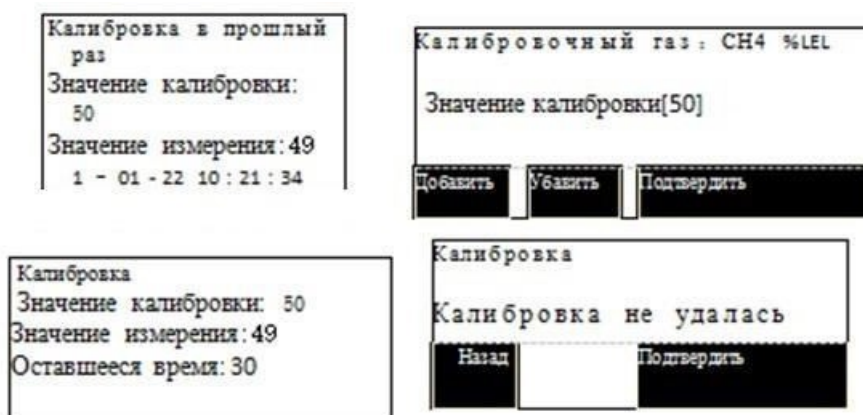 Калибровка в прошлый
раз
Значение калибровки:
50
Значение измерения:49
1 - 01 -22 10:21:34
Калибровочный газ: CH4 %LEL
Значение калибровки[50]
Добавить Убавить Подтвердить
Калибровка
Значение калибровки: 50
Значение измерения:49
Оставшееся время:30
Калибровка
Калибровка не удалась
Назад Подтвердить